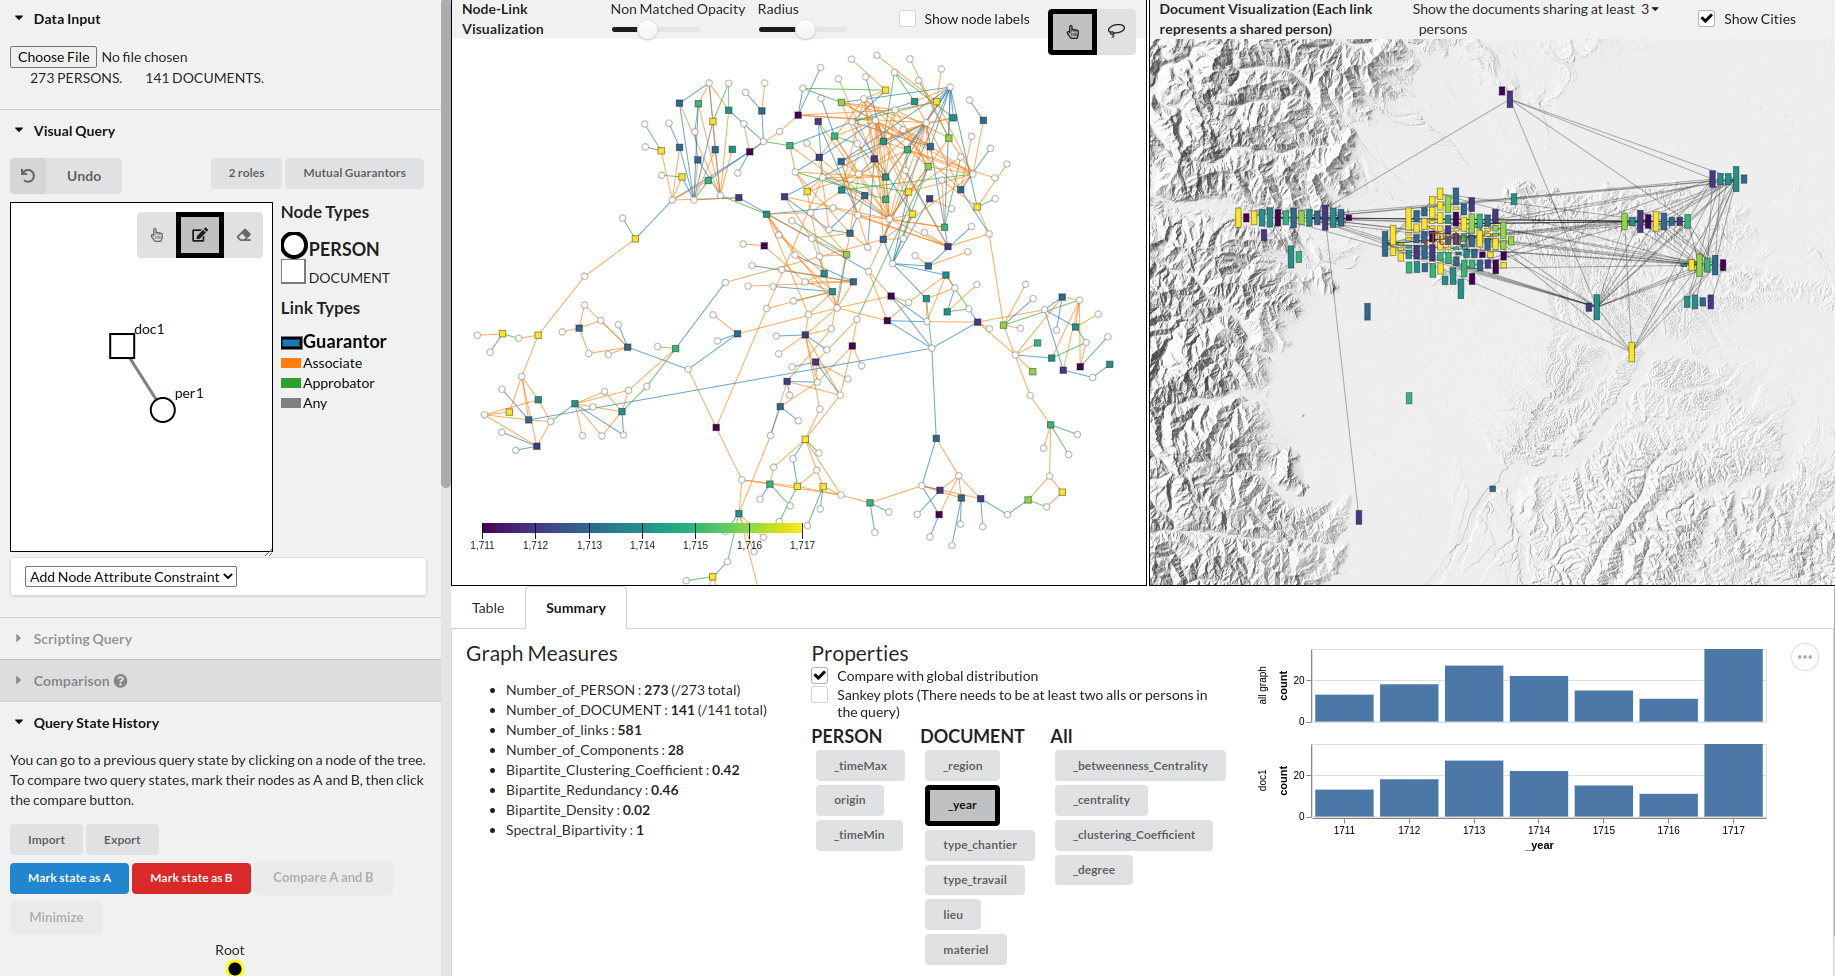 Data Input
Choose File No file chosen
273 PERSONS. 141 DOCUMENTS.
Visual Query
Undo
2 roles
Mutual Guarantors
doc1
per1
Node Types
PERSON
DOCUMENT
Link Types
Guarantor
Associate
Approbator
Any
Add Node Attribute Constraint
Scripting Query
Comparison ?
Query State History
You can go to a previous query state by clicking on a node of the tree.
To compare two query states, mark their nodes as A and B, then click
the compare button.
Import
Export
Mark state as A
Mark state as B
Compare A and B
Minimize
Root
Node-Link
Visualization
Non Matched Opacity
Radius
Show node labels
1,711 1,712 1,713 1,714 1,715 1,716 1,717
Document Visualization (Each link
represents a shared person)
Show the documents sharing at least 3
persons
Show Cities
Table
Summary
Graph Measures
Number_of_PERSON : 273 (/273 total)
Number_of_DOCUMENT : 141 (/141 total)
Number_of_links : 581
Number_of_Components : 28
Bipartite_Clustering_Coefficient : 0.42
Bipartite_Redundancy : 0.46
Bipartite_Density : 0.02
Spectral_Bipartivity : 1
Properties
Compare with global distribution
Sankey plots (There needs to be at least two alls or persons in
the query)
PERSON
_timeMax
origin
_timeMin
DOCUMENT
_region
_year
type_chantier
type_travail
lieu
materiel
All
_betweenness_Centrality
_centrality
_clustering_Coefficient
_degree
all graph
count
20
0
doc1
count
20
0
1711 1712 1713 1714 1715 1716 1717
_year